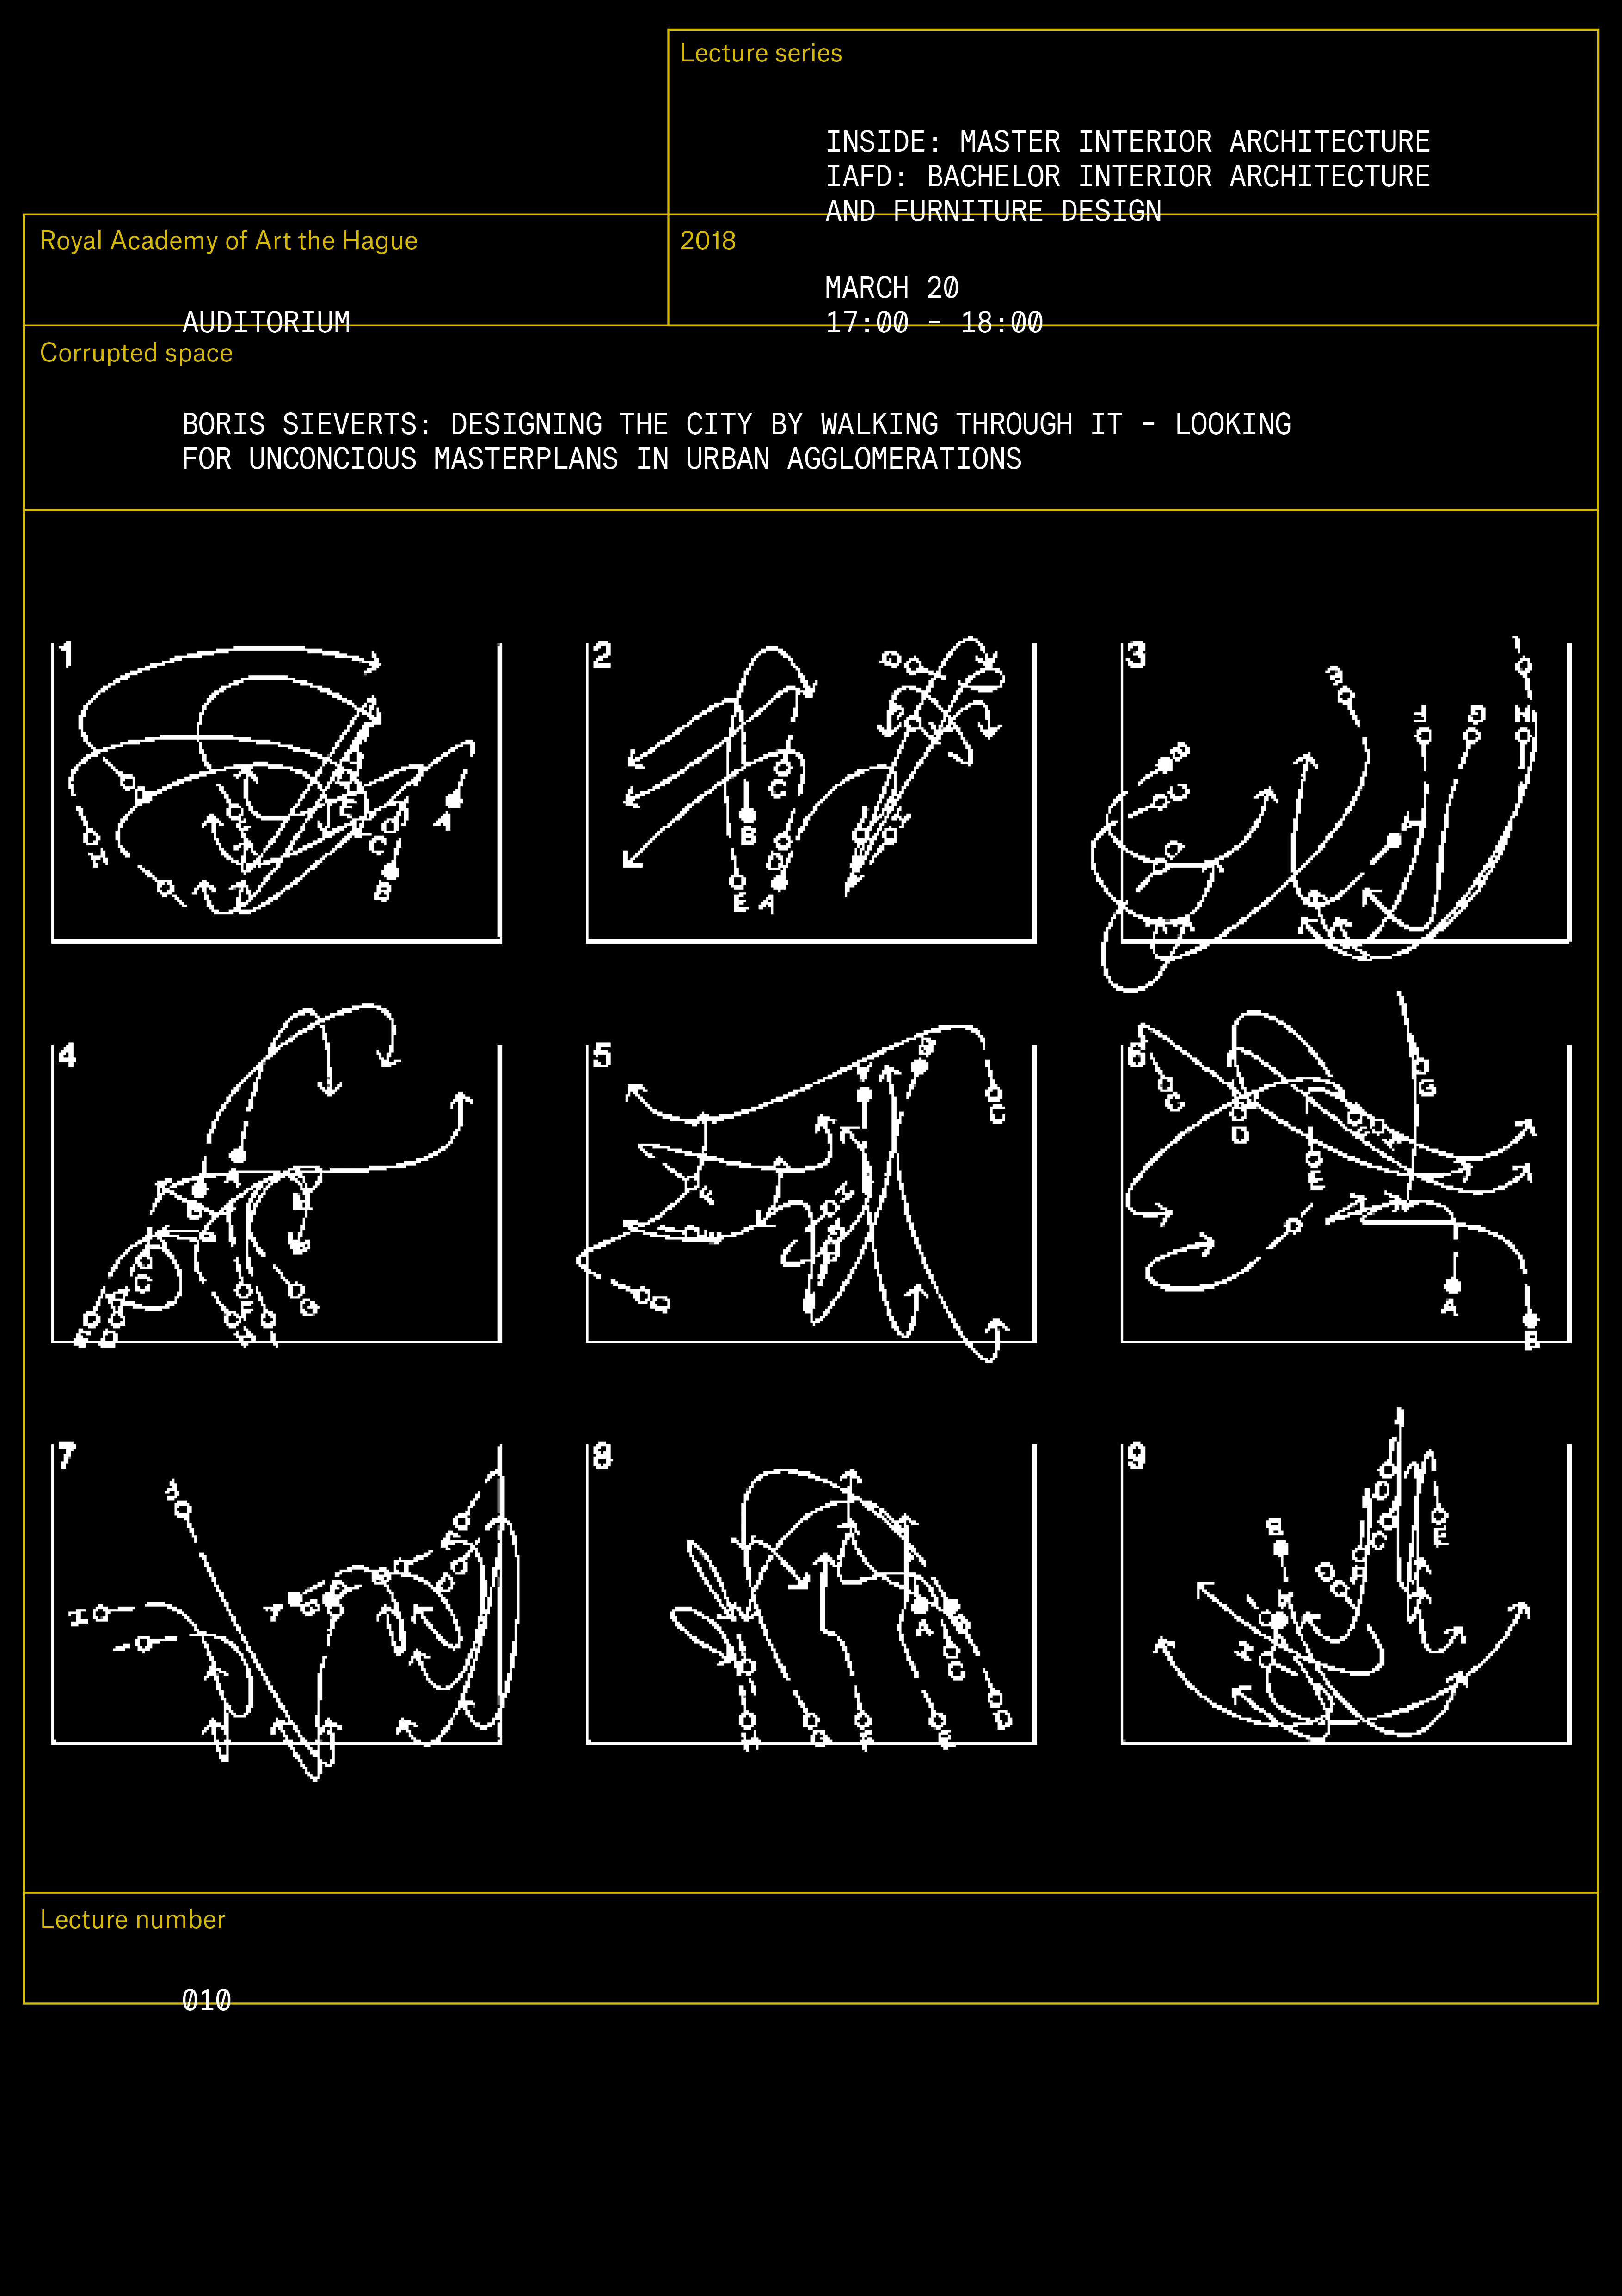 Lecture series
INSIDE: MASTER INTERIOR ARCHITECTURE
IAFD: BACHELOR INTERIOR ARCHITECTURE
AND FURNITURE DESIGN
Royal Academy of Art the Hague
AUDITORIUM
2018
MARCH 20
17:00 - 18:00
Corrupted space
BORIS SIEVERTS: DESIGNING THE CITY BY WALKING THROUGH IT - LOOKING
FOR UNCONCIOUS MASTERPLANS IN URBAN AGGLOMERATIONS
1
H
E
C
A
B
2
C
B
D
E A
3
F G H
4
A
G
F
5
C
6
G
C
D
E
A
B
7
H
8
A
C
D
H
F
E
9
B
E
H
Lecture number
010